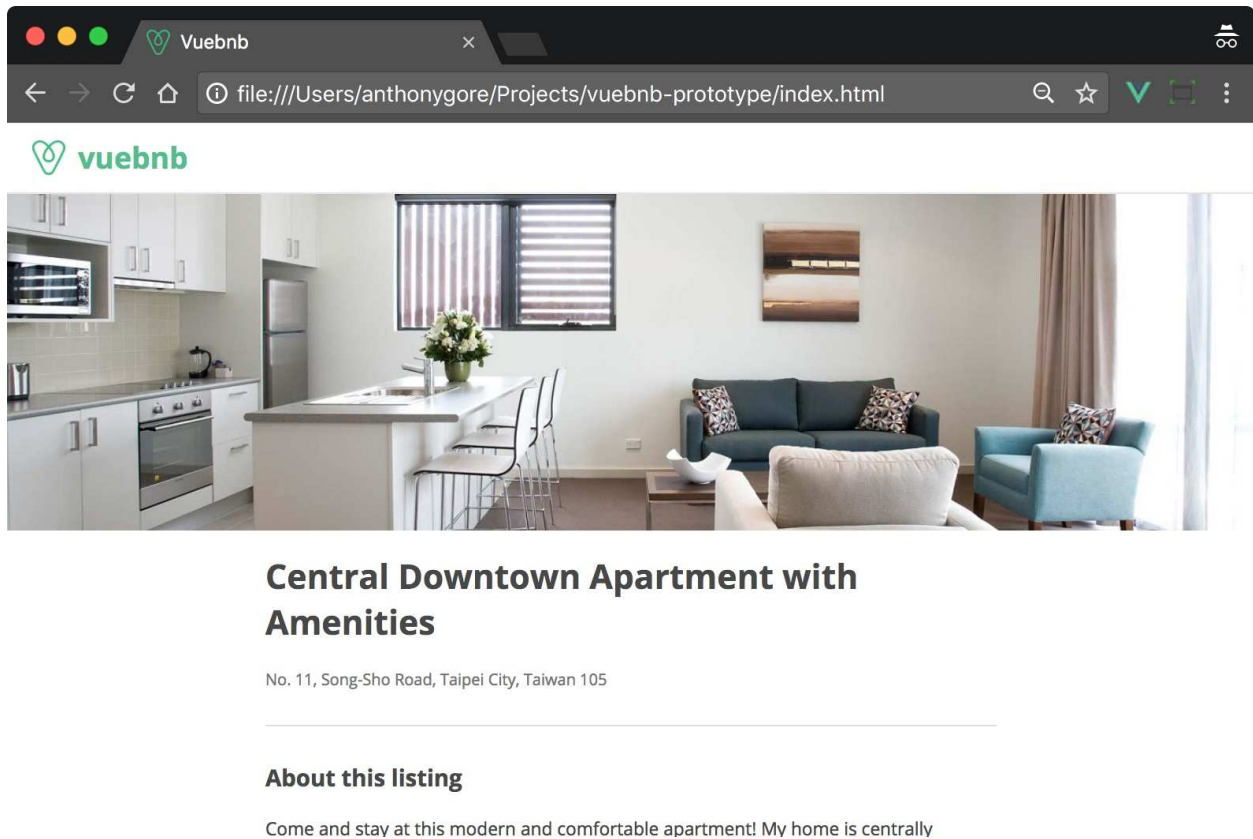 Vuebnb
file:///Users/anthonygore/Projects/vuebnb-prototype/index.html
vuebnb
Central Downtown Apartment with
Amenities
No. 11, Song-Sho Road, Taipei City, Taiwan 105
About this listing
Come and stay at this modern and comfortable apartment! My home is centrally